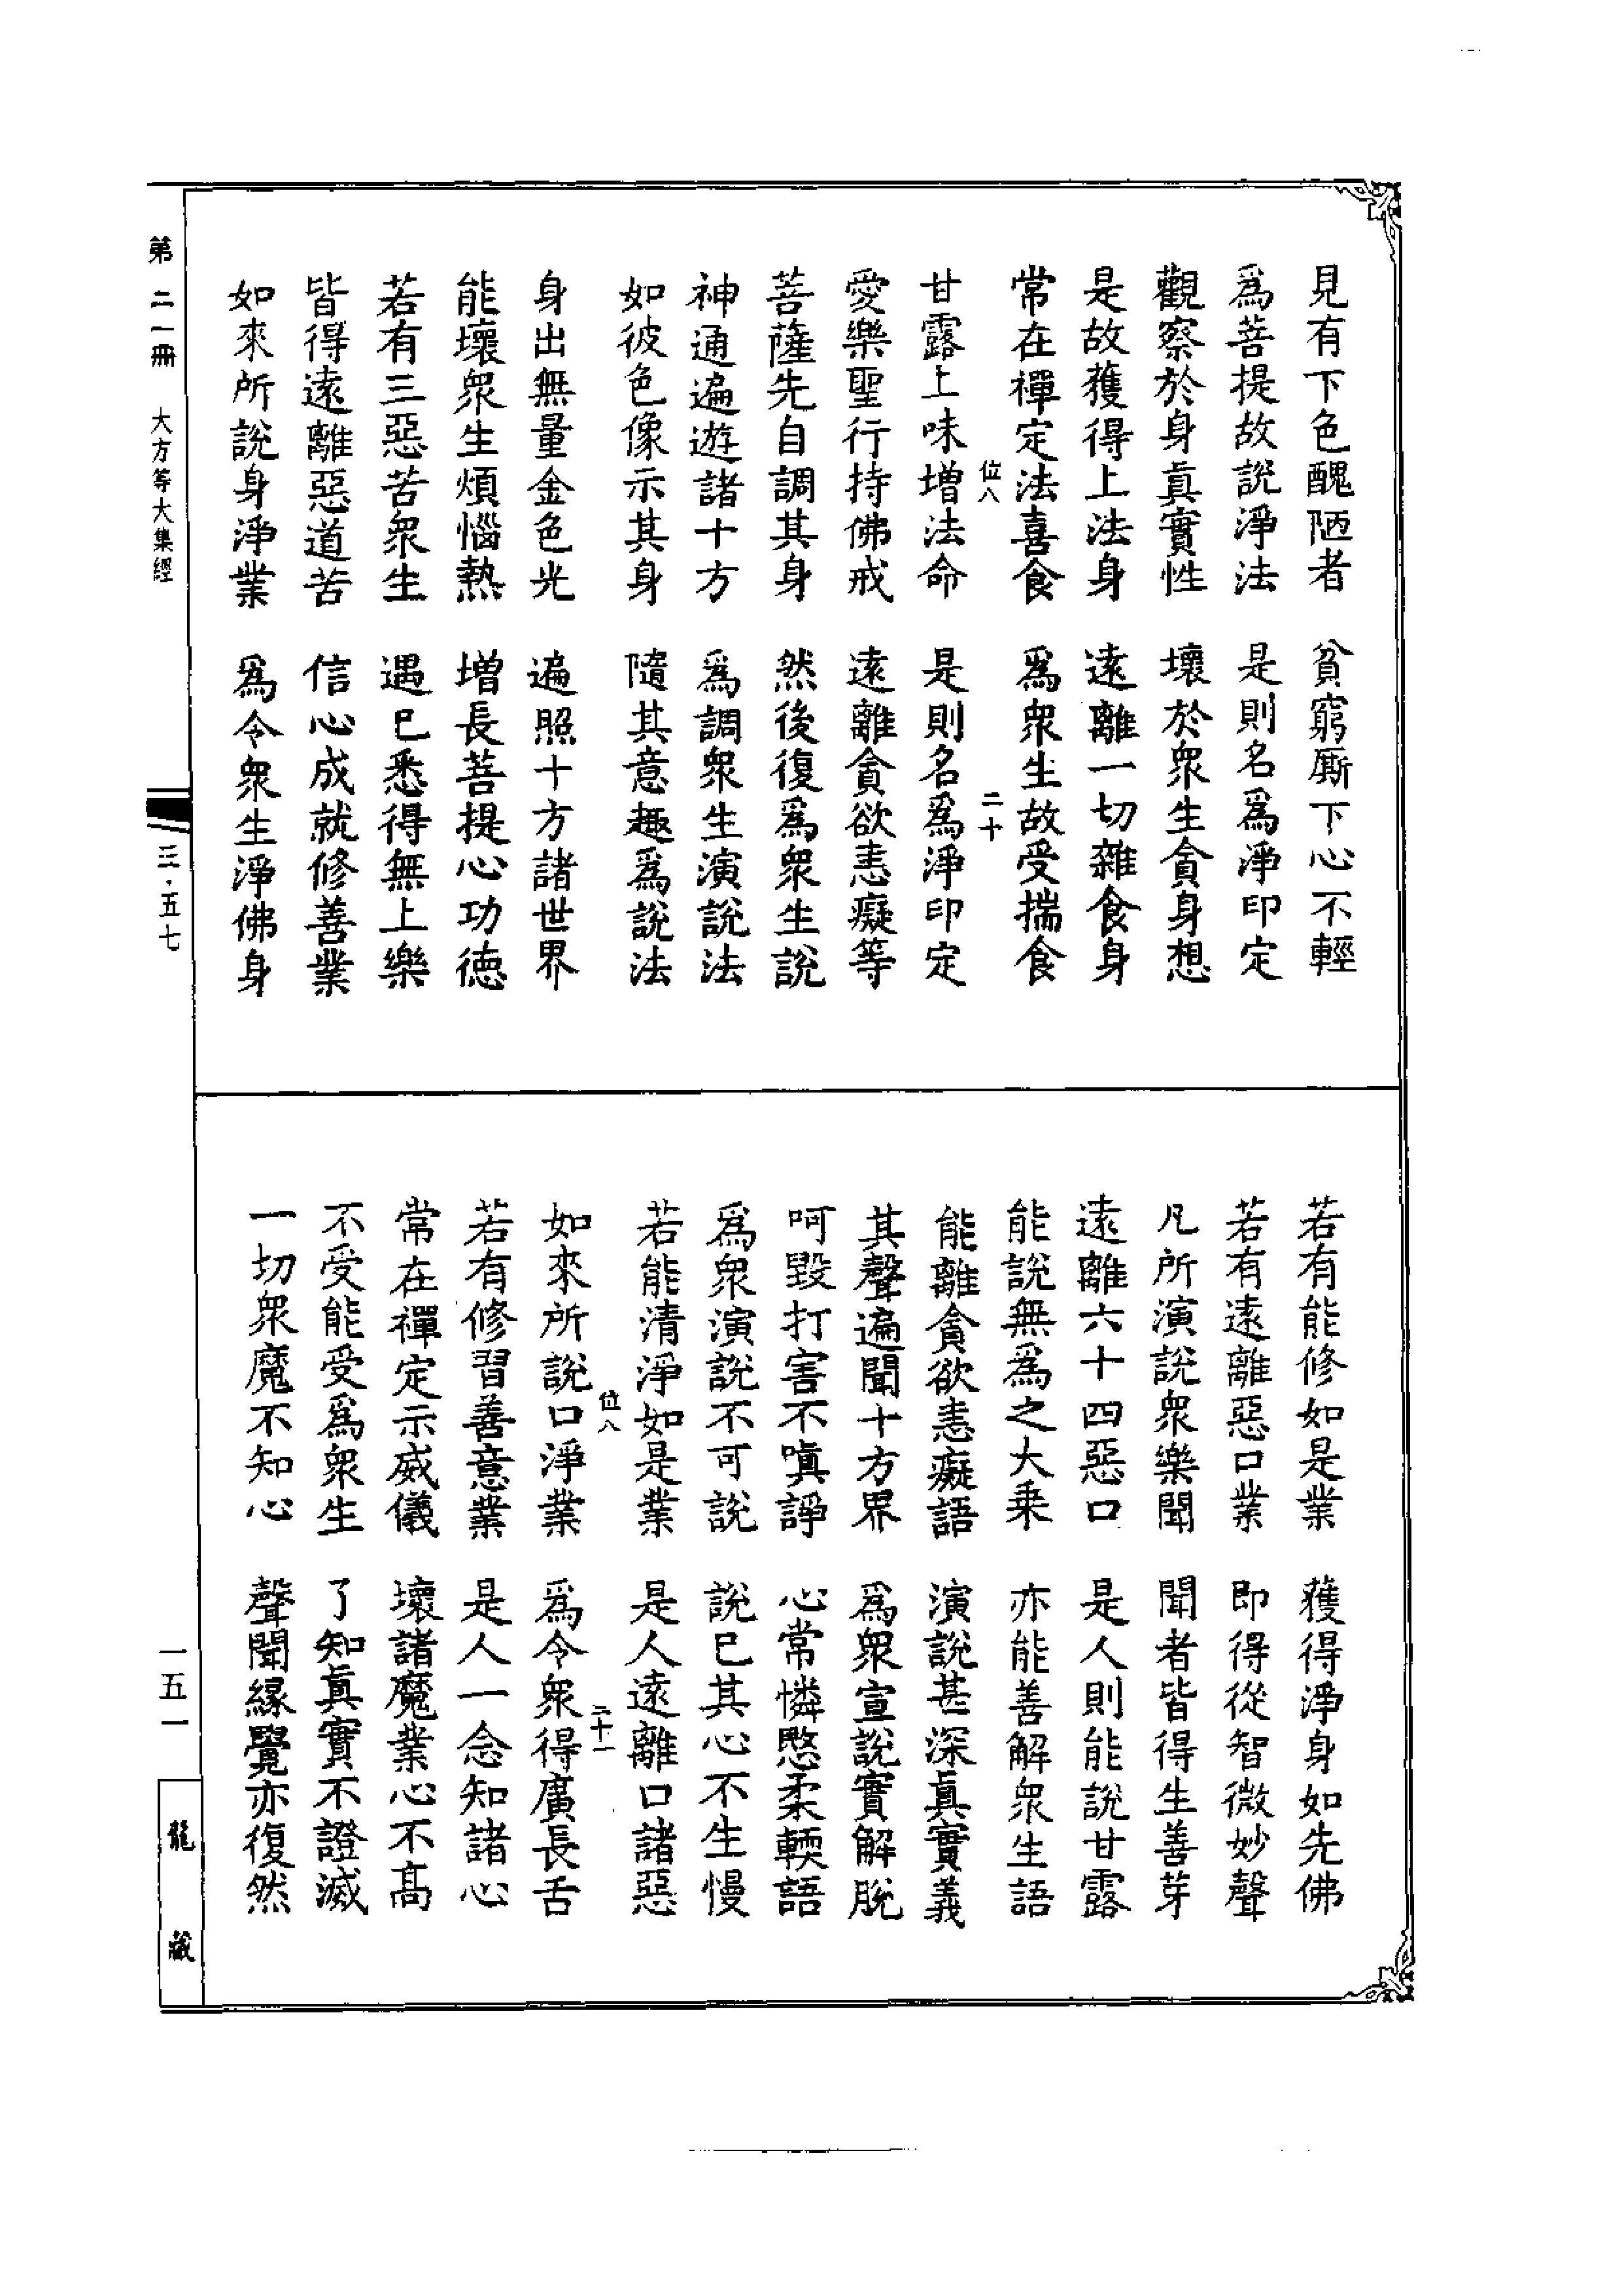 見有下色醜陋者　貧窮廝下心不輕
爲菩提故說淨法　是則名爲淨印定
觀察於身眞實性　壞於衆生貪身想
是故獲得上法身　遠離一切雜食身
常在禪定法喜食　爲衆生故受揣食
位八　二十
甘露上味增法命　是則名爲淨印定
愛樂聖行持佛戒　遠離貪欲恚癡等
菩薩先自調其身　然後復爲衆生說
神通遍遊諸十方　爲調衆生演說法
如彼色像示其身　隨其意趣爲說法
身出無量金色光　遍照十方諸世界
能壞衆生煩惱熱　增長菩提心功德
若有三惡苦衆生　遇已悉得無上樂
皆得遠離惡道苦　信心成就修善業
如來所說身淨業　爲令衆生淨佛身
若有能修如是業　獲得淨身如先佛
若有遠離惡口業　即得從智微妙聲
凡所演說衆樂聞　聞者皆得生善芽
遠離六十四惡口　是人則能說甘露
能說無爲之大乘　亦能善解衆生語
能離貪欲恚癡語　演說甚深眞實義
其聲遍聞十方界　爲衆宣說實解脫
呵毀打害不嗔諍　心常憐愍柔輭語
爲衆演說不可說　說已其心不生慢
若能清淨如是業　是人遠離口諸惡
位八　二十一
如來所說口淨業　爲令衆得廣長舌
若有修習善意業　是人一念知諸心
常在禪定示威儀　壞諸魔業心不高
不受能受爲衆生　了知眞實不證滅
一切衆魔不知心　聲聞緣覺亦復然
第二一冊　大方等大集經
三·五七
一五一
龍藏